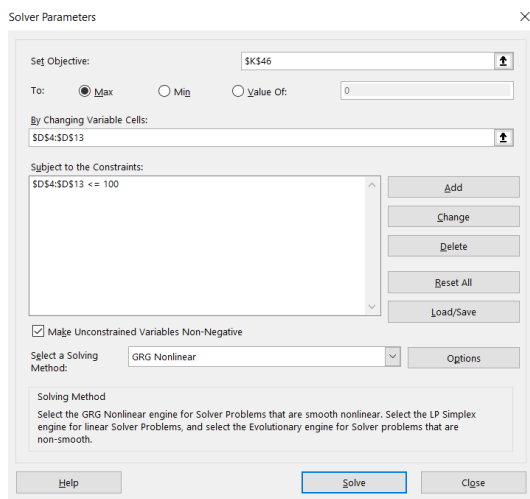 Solver Parameters
Set Objective:
$K$46
To:
Max
Min
Value Of:
0
By Changing Variable Cells:
$D$4:$D$13
Subject to the Constraints:
$D$4:$D$13 <= 100
Add
Change
Delete
Reset All
Load/Save
Make Unconstrained Variables Non-Negative
Select a Solving
Method:
GRG Nonlinear
Options
Solving Method
Select the GRG Nonlinear engine for Solver Problems that are smooth nonlinear. Select the LP Simplex
engine for linear Solver Problems, and select the Evolutionary engine for Solver problems that are
non-smooth.
Help
Solve
Close